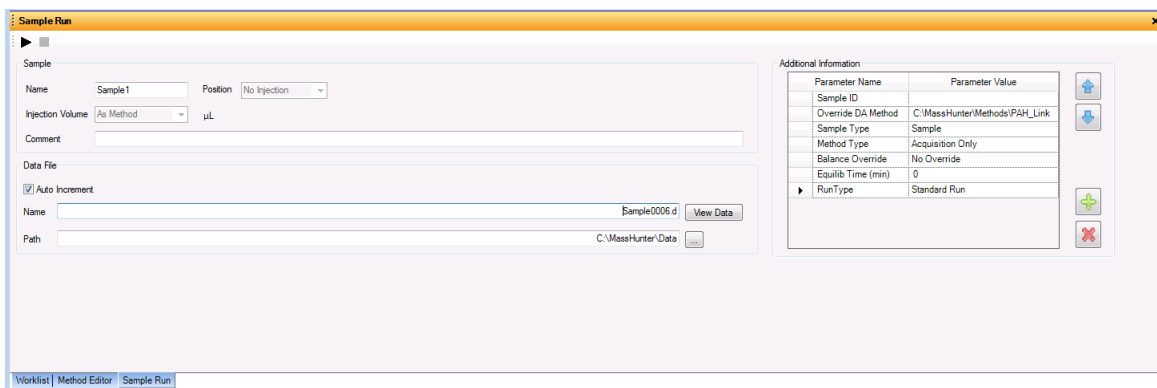 Sample Run
Sample
Name Sample1 Position No Injection
Injection Volume As Method µL
Comment
Data File
Auto Increment
Name Sample0006.d View Data
Path C:\MassHunter\Data ...
Additional Information
Parameter Name Parameter Value
Sample ID
Override DA Method C:\MassHunter\Methods\PAH_Link
Sample Type Sample
Method Type Acquisition Only
Balance Override No Override
Equilib Time (min) 0
RunType Standard Run
Worklist Method Editor Sample Run